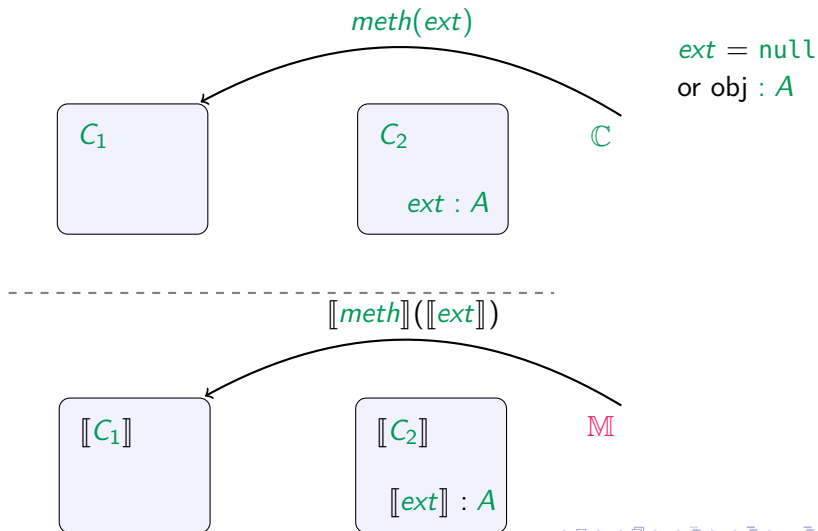 meth(ext)
ext = null
or obj : A
C₁
C₂
ℂ
ext : A
⟦meth⟧(⟦ext⟧)
⟦C₁⟧
⟦C₂⟧
𝕄
⟦ext⟧ : A